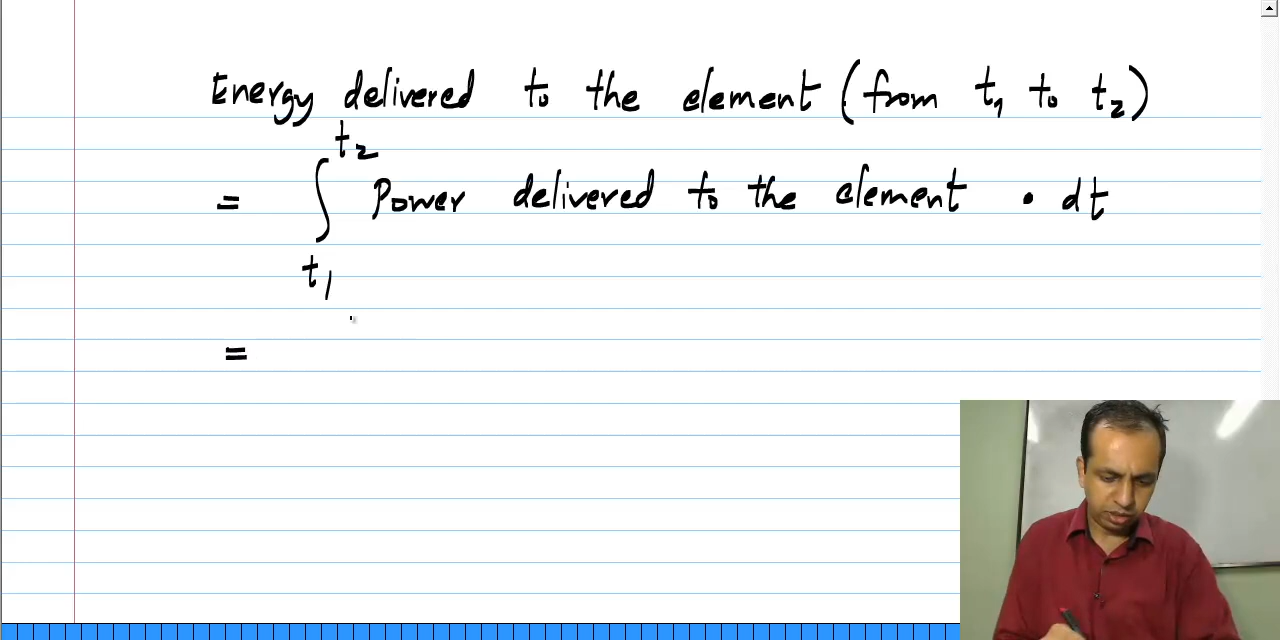 Energy delivered to the element (from t₁ to t₂)
= ∫_{t₁}^{t₂} Power delivered to the element · dt
=